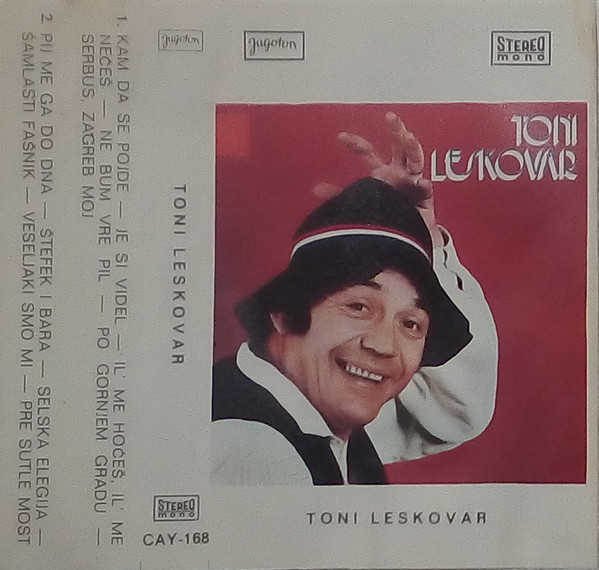 1. KAM DA SE POJDE — JE SI VIDEL — IL' ME HOĆEŠ, IL' ME
NEĆEŠ — NE BUM VRE PIL — PO GORNJEM GRADU —
SERBUS, ZAGREB MOJ
2. PIJ ME GA DO DNA — ŠTEFEK I BARA — SELSKA ELEGIJA —
ŠAMLASTI FAŠNIK — VESELJAKI SMO MI — PRE SUTLE MOST
Jugoton
TONI LESKOVAR
STEREO
mono
CAY-168
Jugoton
STEREO
mono
TONI
LESKOVAR
TONI LESKOVAR